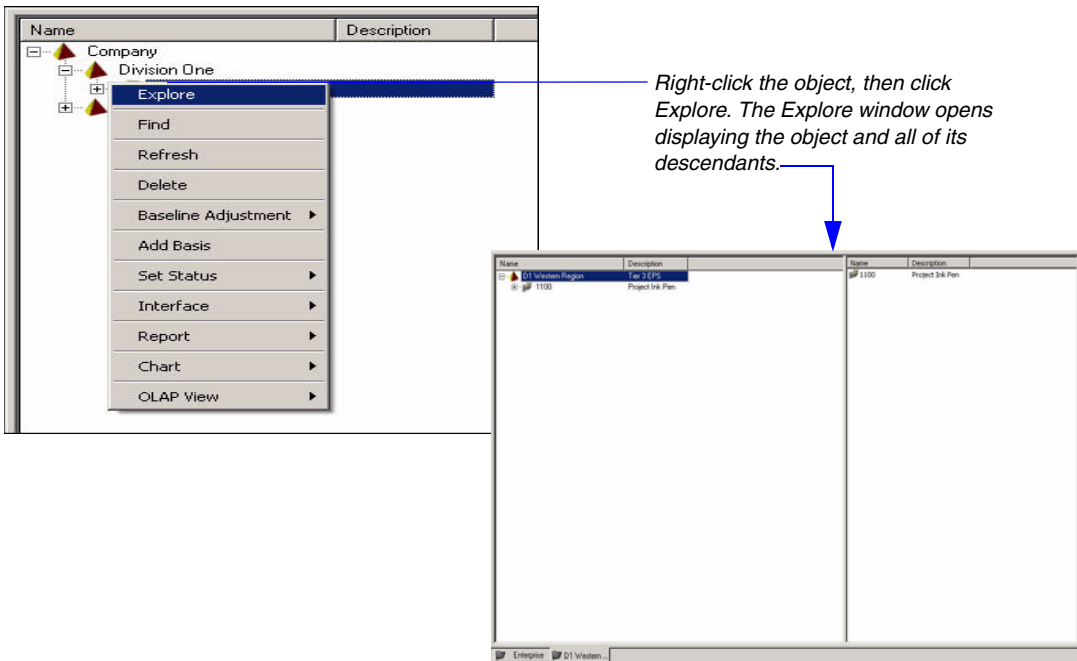 Name Description
Company
Division One
Explore
Find
Refresh
Delete
Baseline Adjustment
Add Basis
Set Status
Interface
Report
Chart
OLAP View
Right-click the object, then click
Explore. The Explore window opens
displaying the object and all of its
descendants.
Name Description
D1 Western Region Tier 3 EPS
1100 Project Ink Pen
Name Description
1100 Project Ink Pen
Enterprise D1 Western ...